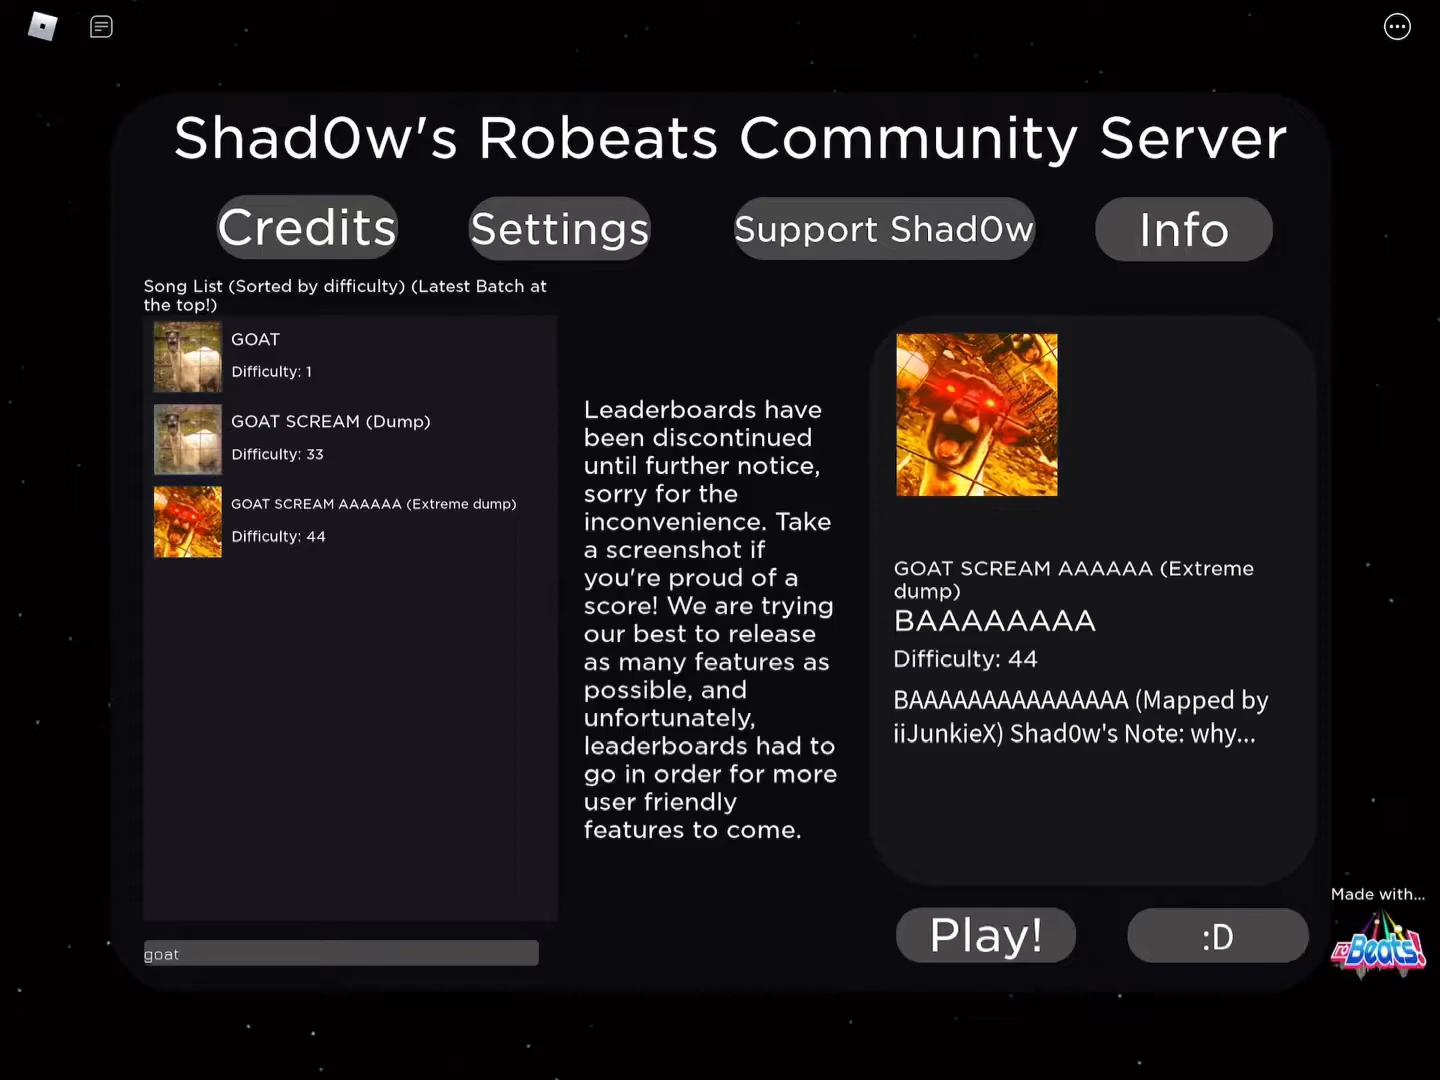 Shad0w's Robeats Community Server
Credits
Settings
Support Shad0w
Info
Song List (Sorted by difficulty) (Latest Batch at
the top!)
GOAT
Difficulty: 1
GOAT SCREAM (Dump)
Difficulty: 33
GOAT SCREAM AAAAAA (Extreme dump)
Difficulty: 44
goat
Leaderboards have
been discontinued
until further notice,
sorry for the
inconvenience. Take
a screenshot if
you're proud of a
score! We are trying
our best to release
as many features as
possible, and
unfortunately,
leaderboards had to
go in order for more
user friendly
features to come.
GOAT SCREAM AAAAAA (Extreme
dump)
BAAAAAAAA
Difficulty: 44
BAAAAAAAAAAAAAAA (Mapped by
iiJunkieX) Shad0w's Note: why...
Play!
:D
Made with...
roBeats!